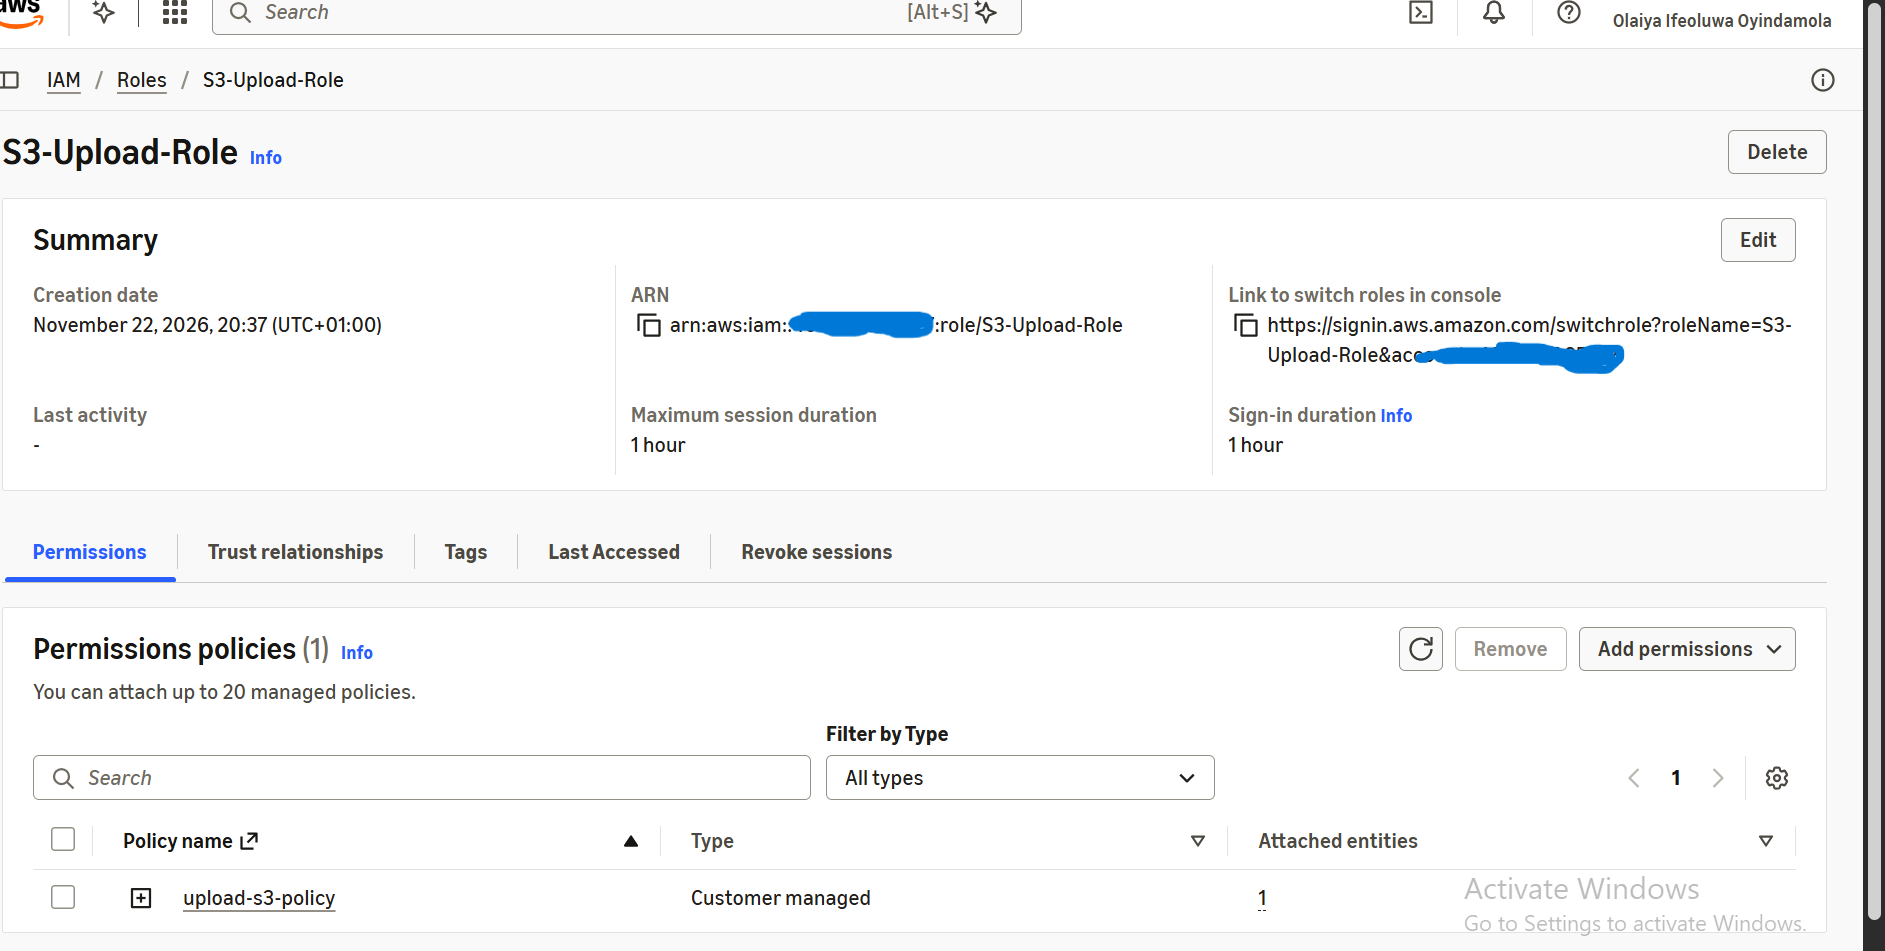 aws
Search [Alt+S]
Olaiya Ifeoluwa Oyindamola
IAM / Roles / S3-Upload-Role
S3-Upload-Role Info
Delete
Summary
Edit
Creation date
November 22, 2026, 20:37 (UTC+01:00)
ARN
arn:aws:iam:: :role/S3-Upload-Role
Link to switch roles in console
https://signin.aws.amazon.com/switchrole?roleName=S3-
Upload-Role&acc
Last activity
-
Maximum session duration
1 hour
Sign-in duration Info
1 hour
Permissions
Trust relationships
Tags
Last Accessed
Revoke sessions
Permissions policies (1) Info
Remove
Add permissions
You can attach up to 20 managed policies.
Filter by Type
Search
All types
1
Policy name
Type
Attached entities
upload-s3-policy
Customer managed
1
Activate Windows
Go to Settings to activate Windows.